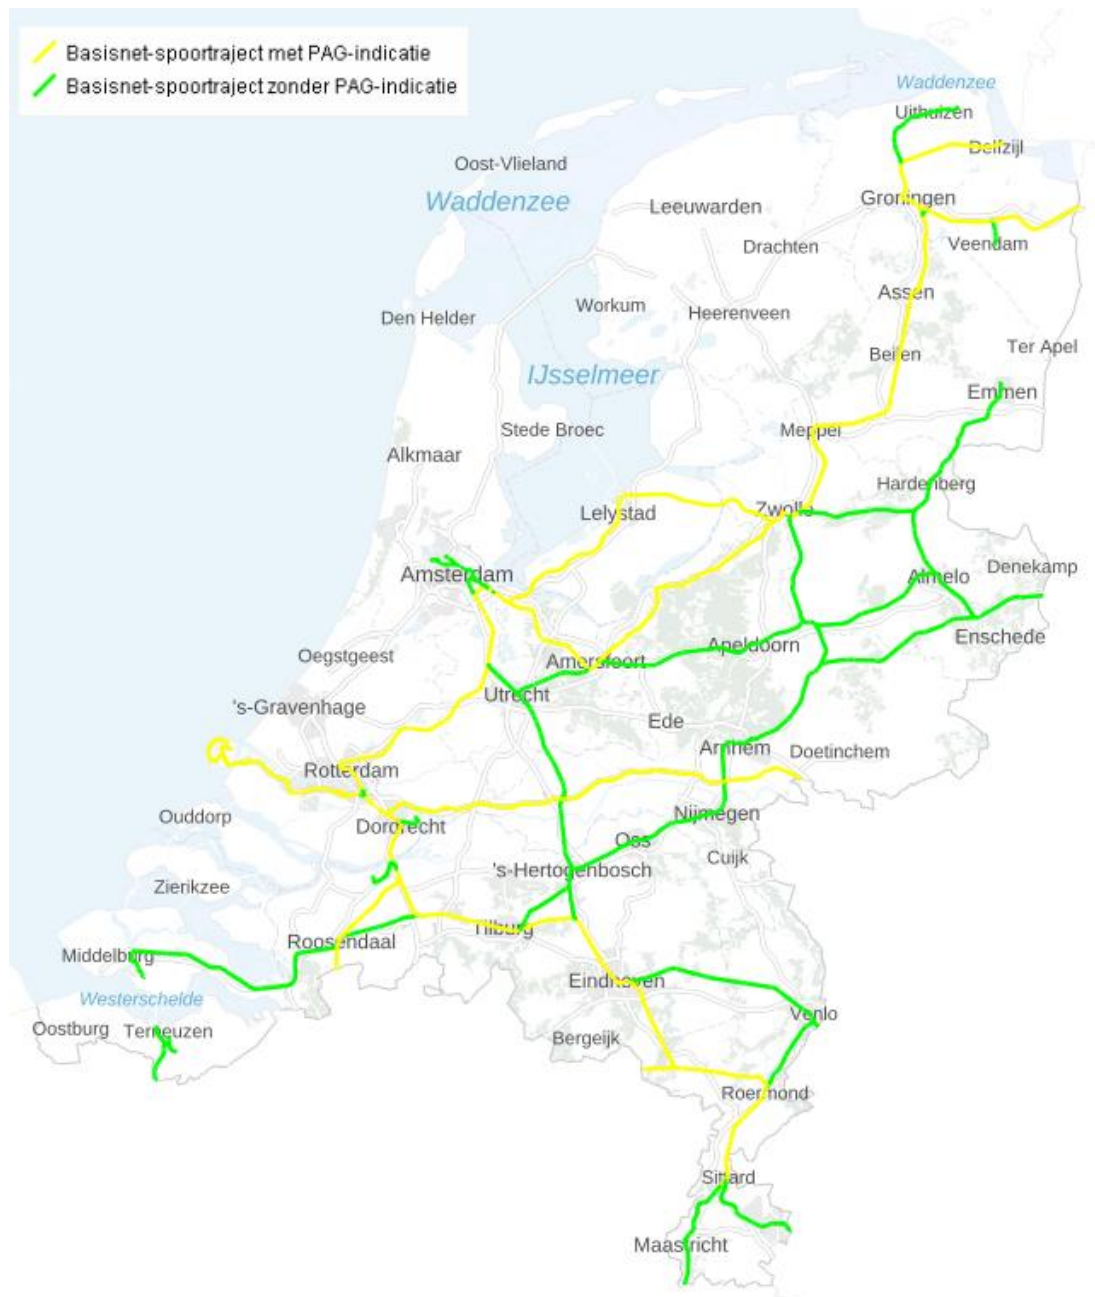 Basisnet-spoortraject met PAG-indicatie
Basisnet-spoortraject zonder PAG-indicatie
Waddenzee
Uithuizen
Delfzijl
Oost-Vlieland
Waddenzee
Leeuwarden
Groningen
Drachten
Veendam
Assen
Workum
Den Helder
Heerenveen
Beilen
Ter Apel
IJsselmeer
Emmen
Stede Broec
Meppel
Alkmaar
Hardenberg
Lelystad
Zwolle
Amsterdam
Almelo
Denekamp
Enschede
Oegstgeest
Amersfoort
Apeldoorn
Utrecht
's-Gravenhage
Ede
Arnhem
Doetinchem
Rotterdam
Ouddorp
Dordrecht
Nijmegen
Oss
Cuijk
's-Hertogenbosch
Zierikzee
Tilburg
Roosendaal
Middelburg
Eindhoven
Westerschelde
Venlo
Oostburg
Terneuzen
Bergeijk
Roermond
Sittard
Maastricht